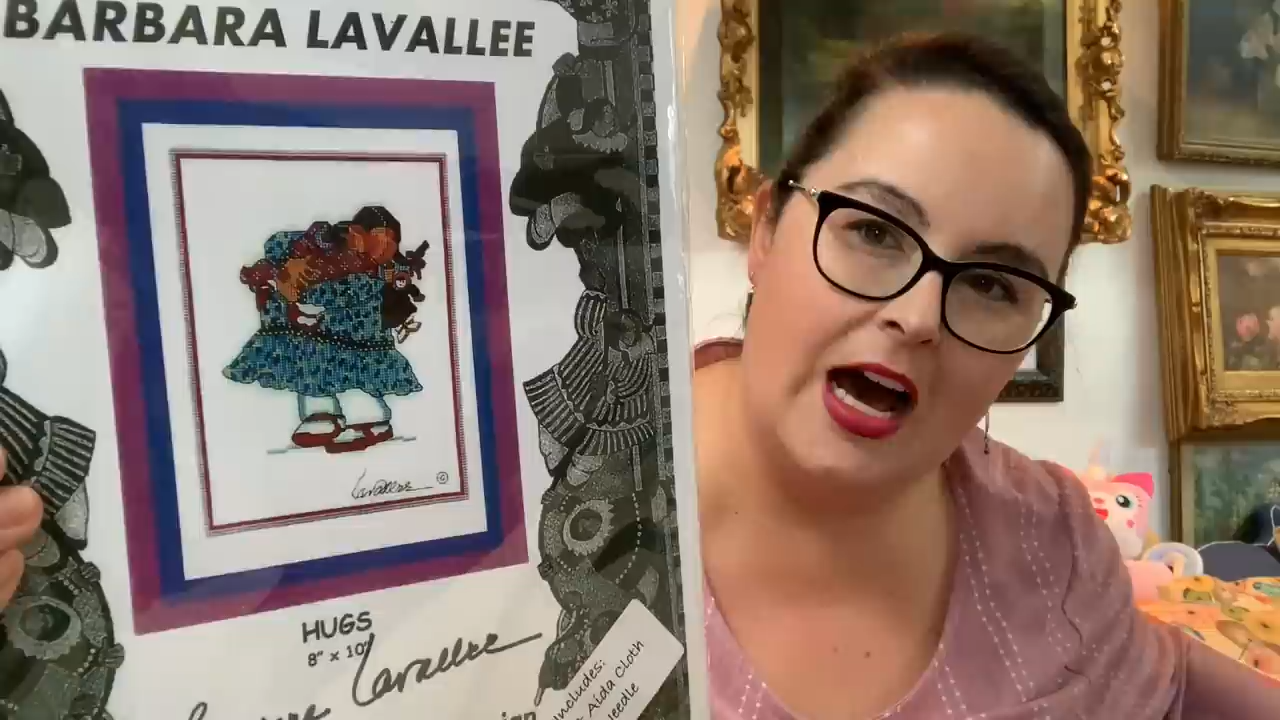 BARBARA LAVALLEE
Lavallee ©
HUGS
8" x 10"
Lavallee
Includes:
Aida Cloth
Needle